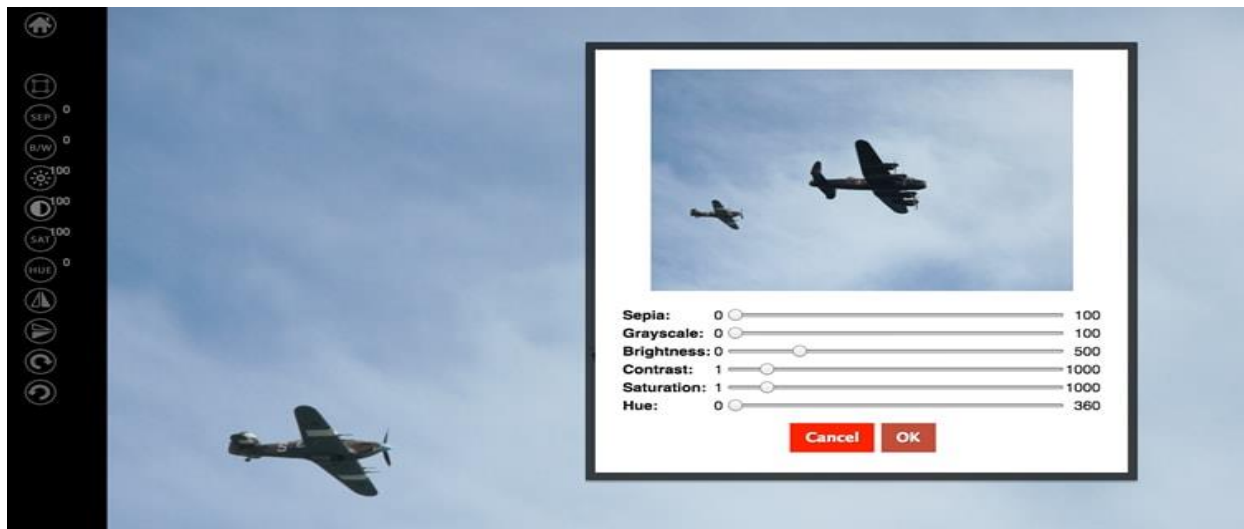 SEP 0
B/W 0
100
100
SAT 100
HUE 0
Sepia: 0 100
Grayscale: 0 100
Brightness: 0 500
Contrast: 1 1000
Saturation: 1 1000
Hue: 0 360
Cancel OK
S